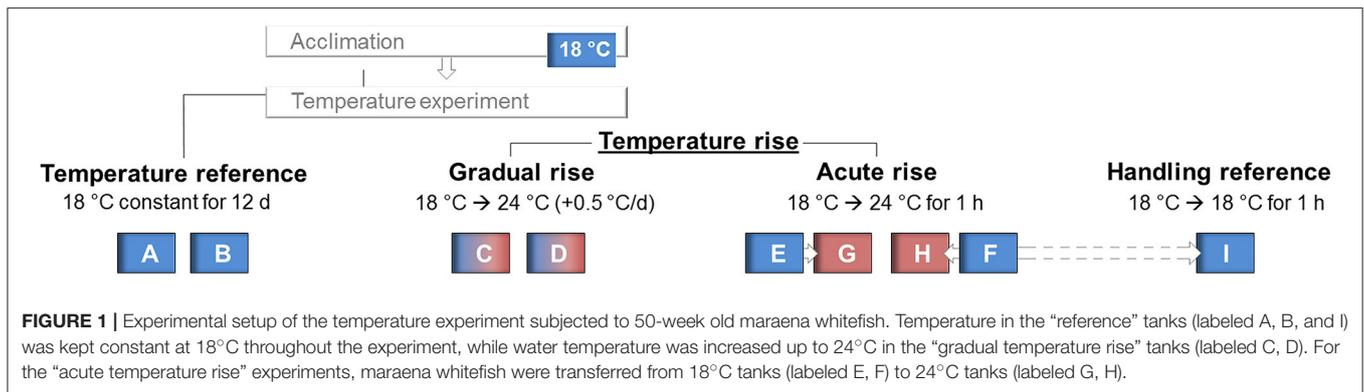 Acclimation
18 °C
Temperature experiment
Temperature rise
Temperature reference
18 °C constant for 12 d
Gradual rise
18 °C → 24 °C (+0.5 °C/d)
Acute rise
18 °C → 24 °C for 1 h
Handling reference
18 °C → 18 °C for 1 h
A B C D E G H F I
FIGURE 1 | Experimental setup of the temperature experiment subjected to 50-week old maraena whitefish. Temperature in the “reference” tanks (labeled A, B, and I)
was kept constant at 18°C throughout the experiment, while water temperature was increased up to 24°C in the “gradual temperature rise” tanks (labeled C, D). For
the “acute temperature rise” experiments, maraena whitefish were transferred from 18°C tanks (labeled E, F) to 24°C tanks (labeled G, H).